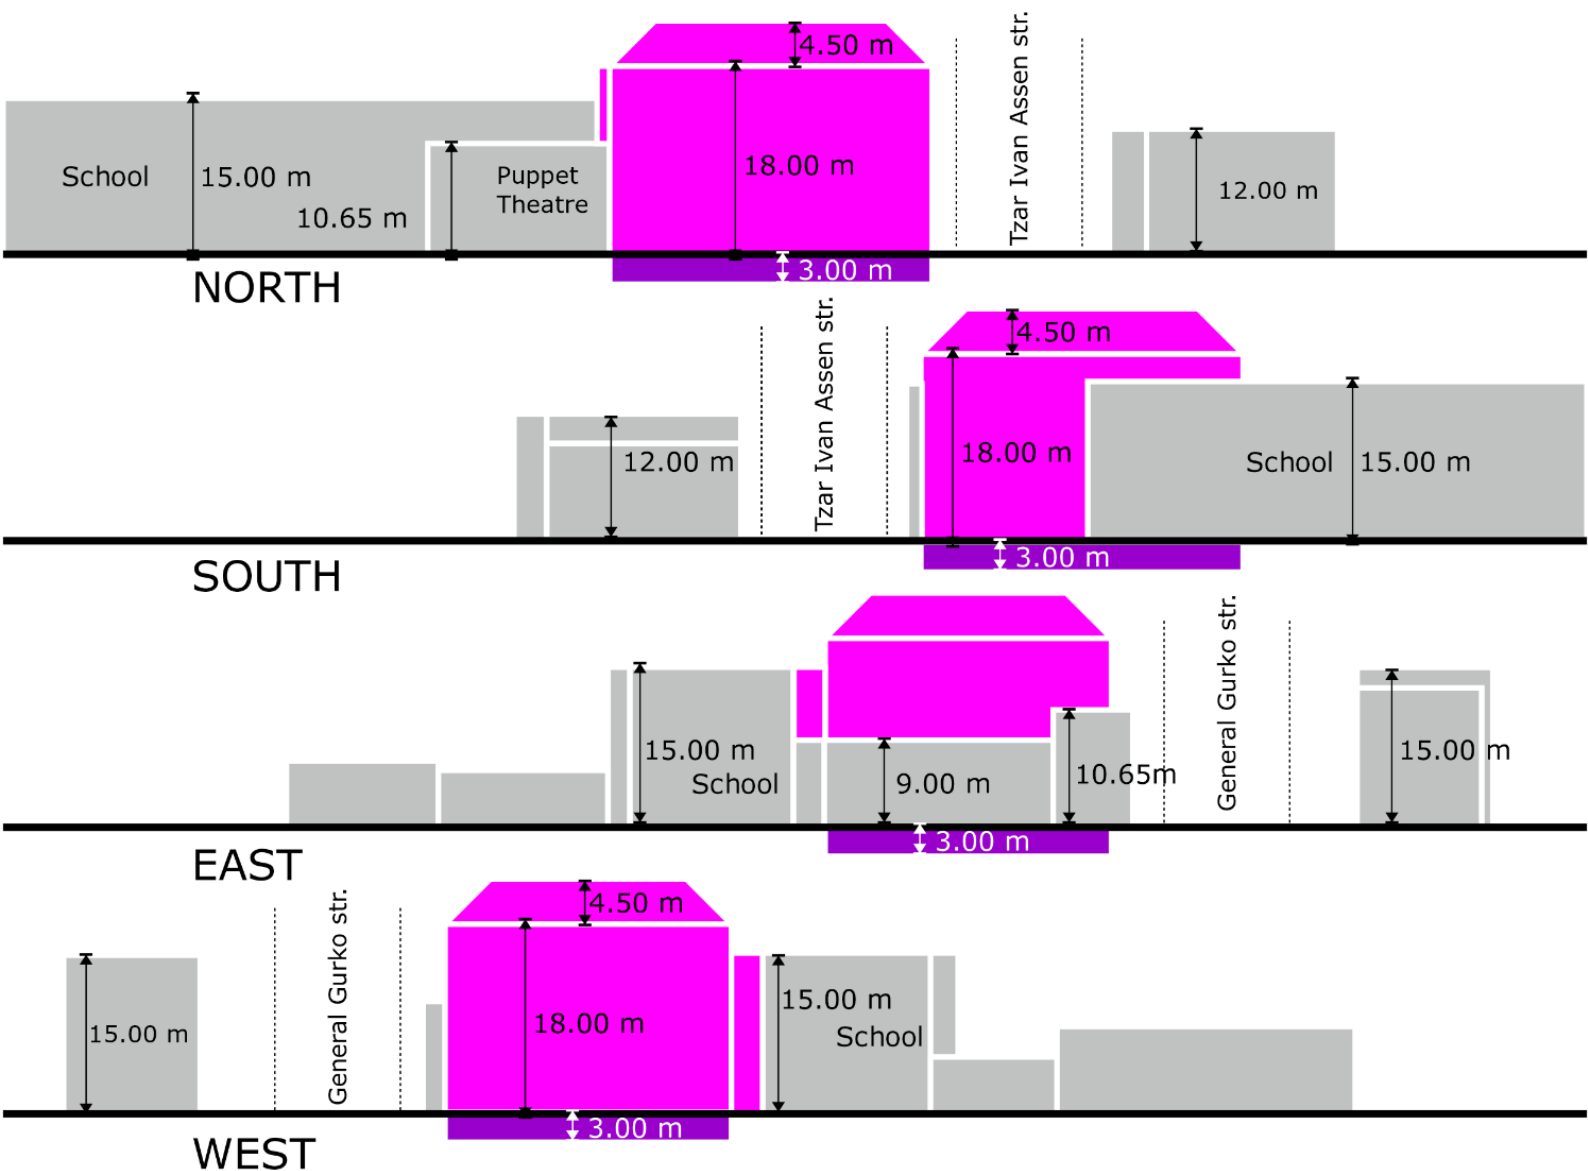 4.50 m
Tzar Ivan Assen str.
School
15.00 m
10.65 m
Puppet
Theatre
18.00 m
12.00 m
3.00 m
NORTH
Tzar Ivan Assen str.
4.50 m
12.00 m
18.00 m
School
15.00 m
3.00 m
SOUTH
General Gurko str.
15.00 m
School
9.00 m
10.65m
15.00 m
3.00 m
EAST
General Gurko str.
4.50 m
15.00 m
18.00 m
15.00 m
School
3.00 m
WEST